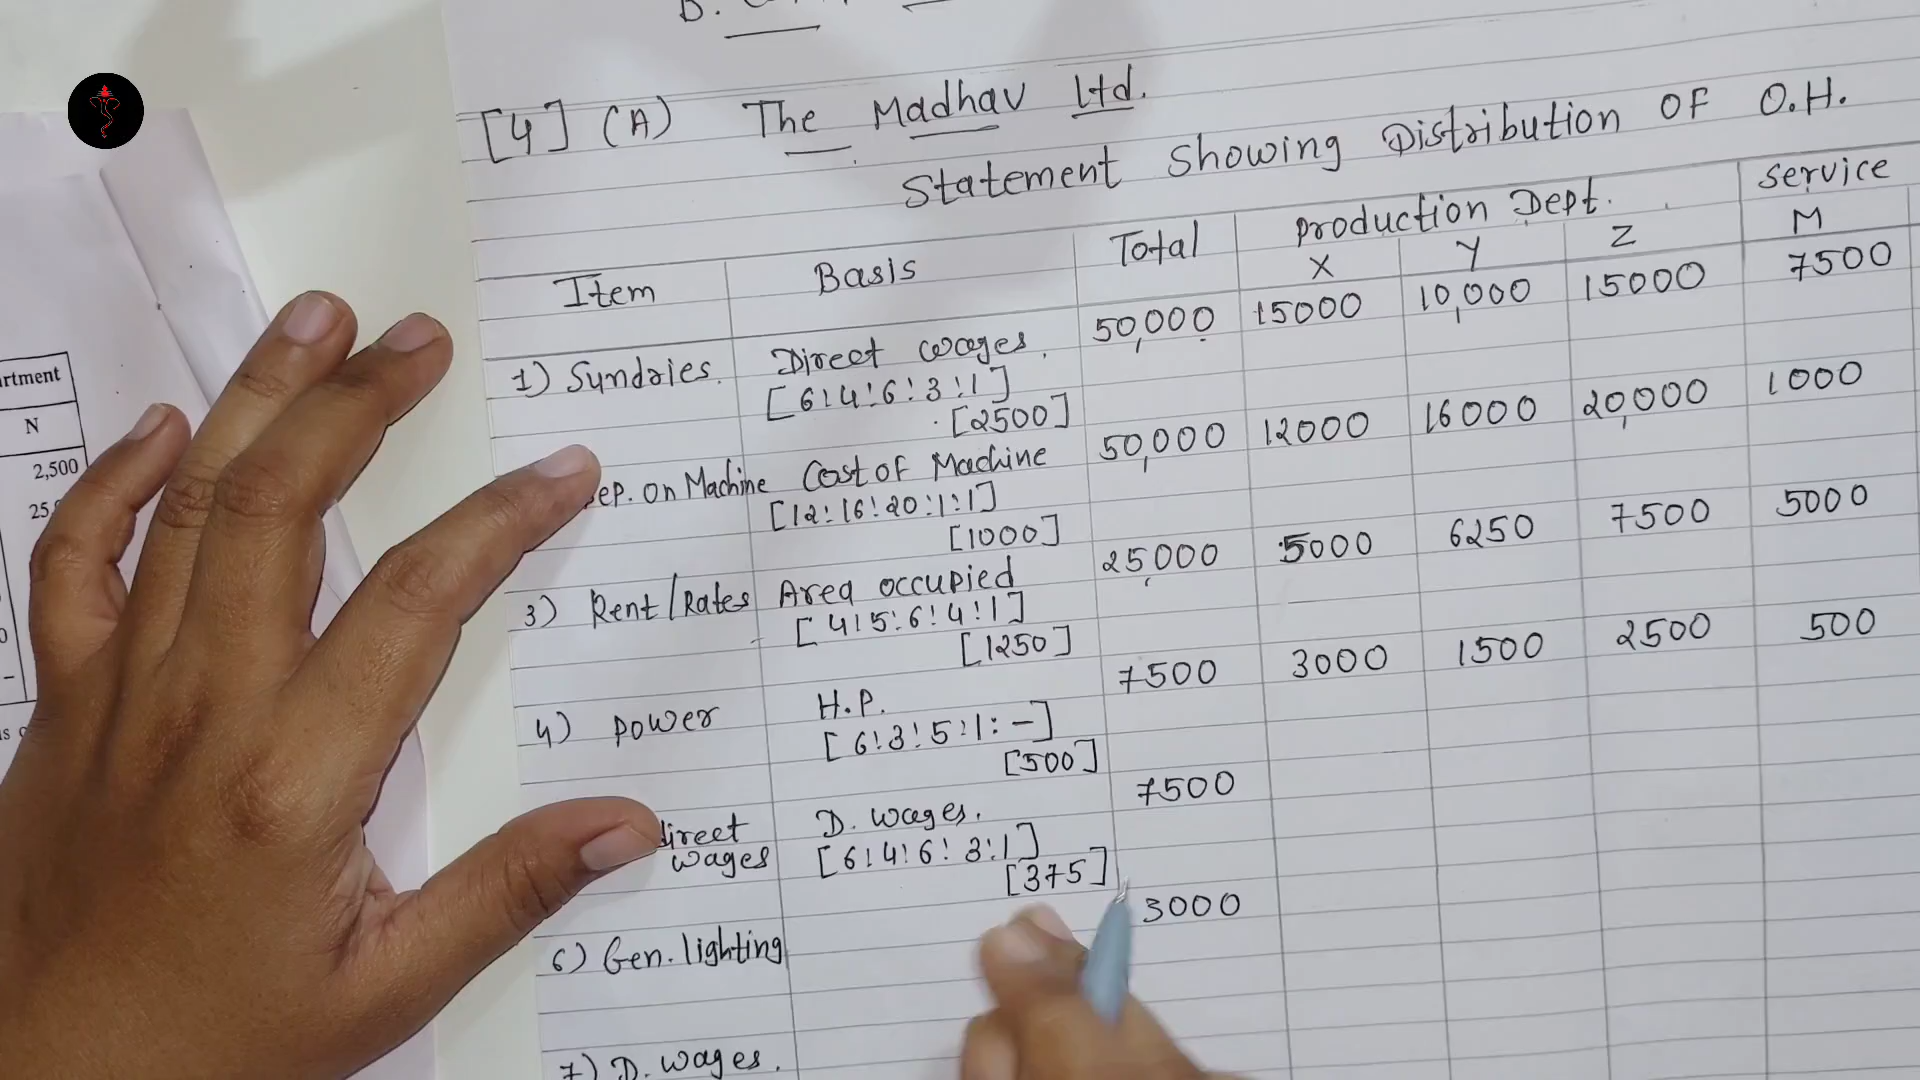 [4] (A) The Madhav Ltd.
Statement Showing Distribution OF O.H.
Item Basis Total Production Dept. Service
X Y Z M
1) Sundries. Direct wages. 50,000 15000 10,000 15000 7500
[6:4:6:3:1]
[2500]
ep. on Machine Cost of Machine 50,000 12000 16000 20,000 1000
[12:16:20:1:1]
[1000]
3) Rent/Rates Area occupied 25,000 5000 6250 7500 5000
[4:5:6:4:1]
[1250]
4) Power H.P. 7500 3000 1500 2500 500
[6:3:5:1:-]
[500]
direct D. wages. 7500
wages [6:4:6:3:1]
[375]
6) Gen. lighting 3000
7) D. wages.
rtment
N
2,500
25